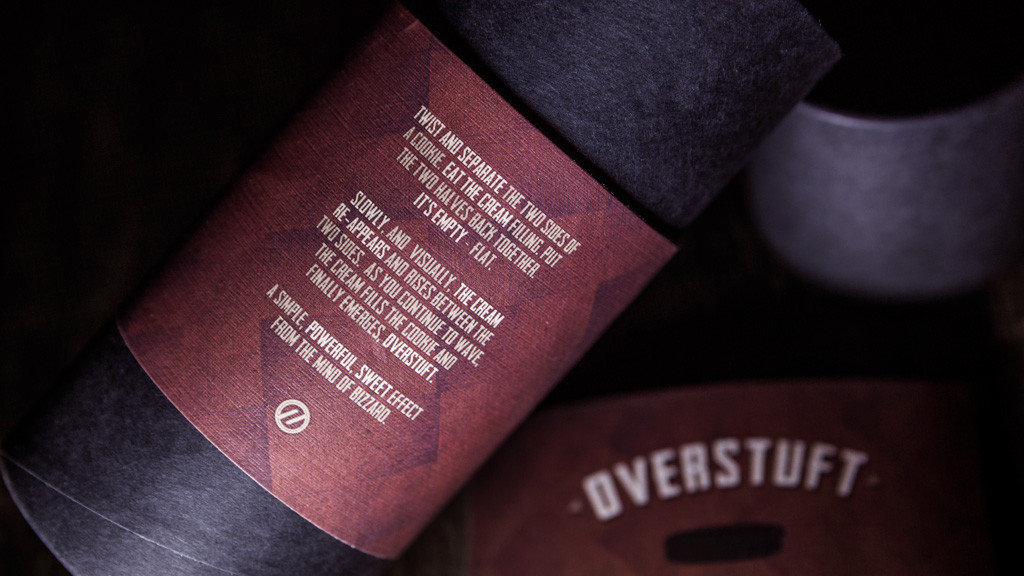 TWIST AND SEPARATE THE TWO SIDES OF
A COOKIE. EAT THE CREAM FILLING. PUT
THE TWO HALVES BACK TOGETHER.
IT'S EMPTY - FLAT.
SLOWLY, AND VISUALLY, THE CREAM
RE-APPEARS AND RISES BETWEEN THE
TWO SIDES. AS YOU CONTINUE TO WAVE,
THE CREAM FILLS THE COOKIE AND
FINALLY EMERGES, OVERSTUFT.
A SIMPLE, POWERFUL, SWEET EFFECT
FROM THE MIND OF BIZZARO.
OVERSTUFT